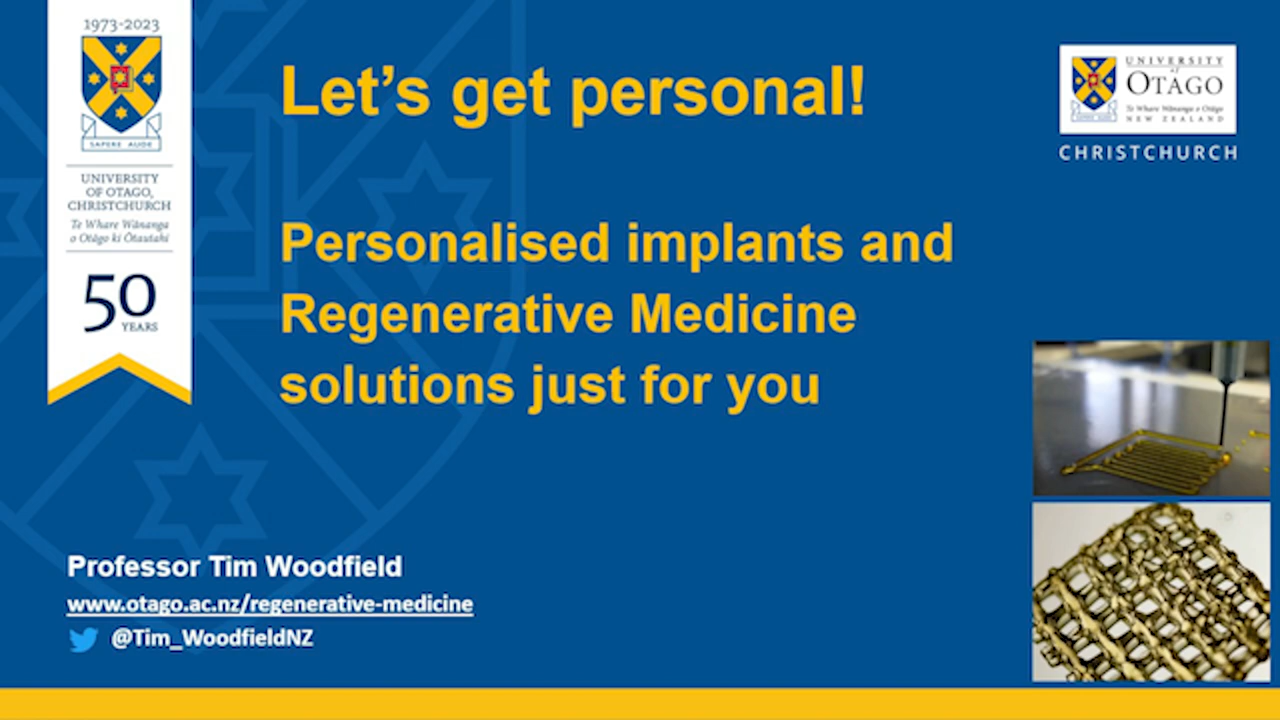 1973-2023
SAPERE AUDE
UNIVERSITY
OF OTAGO,
CHRISTCHURCH
Te Whare Wānanga
o Otāgo ki Ōtautahi
50
YEARS
Let's get personal!
Personalised implants and
Regenerative Medicine
solutions just for you
UNIVERSITY
of
OTAGO
Te Whare Wānanga o Otāgo
NEW ZEALAND
CHRISTCHURCH
Professor Tim Woodfield
www.otago.ac.nz/regenerative-medicine
@Tim_WoodfieldNZ